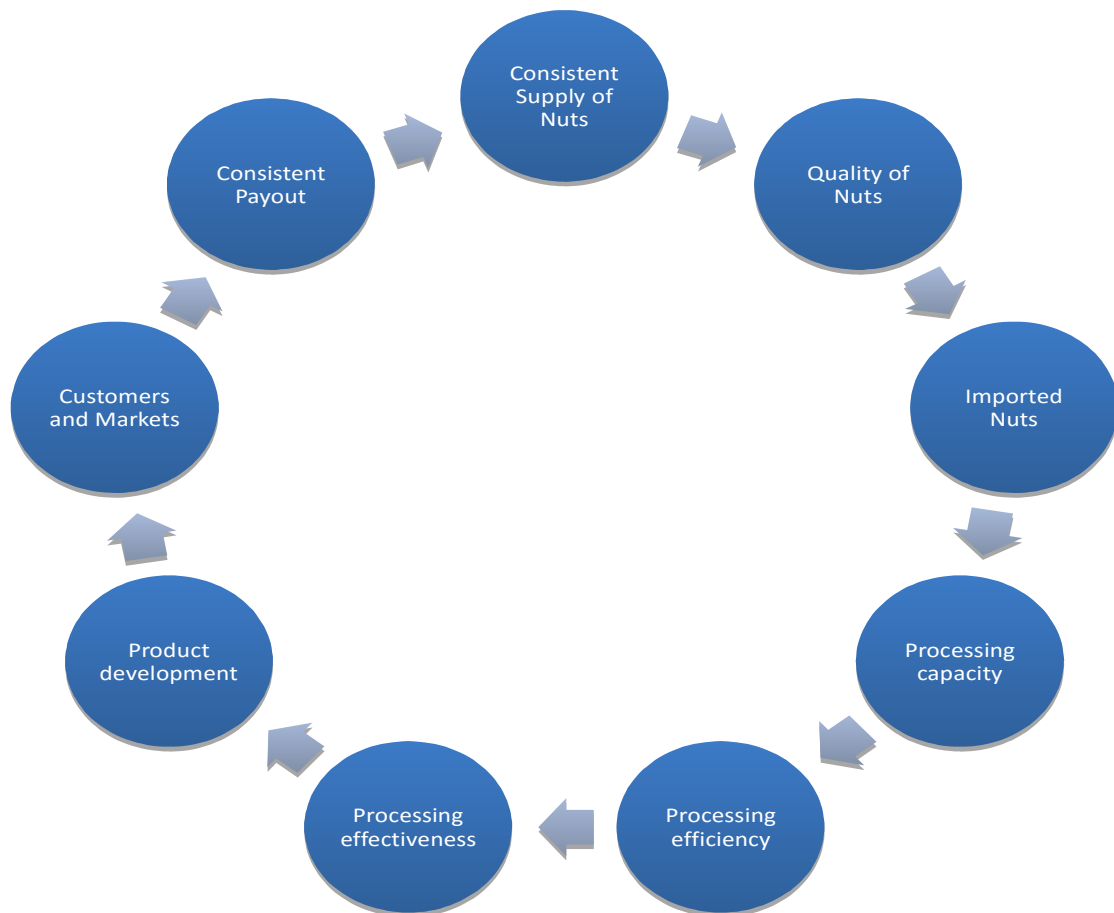 Consistent
Supply of
Nuts
Quality of
Nuts
Imported
Nuts
Processing
capacity
Processing
efficiency
Processing
effectiveness
Product
development
Customers
and Markets
Consistent
Payout